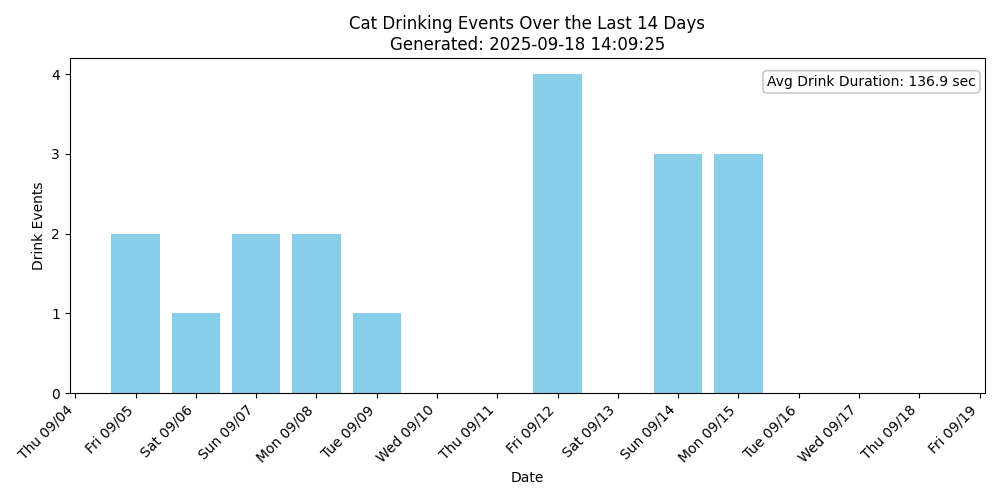 Cat Drinking Events Over the Last 14 Days
Generated: 2025-09-18 14:09:25
Avg Drink Duration: 136.9 sec
Drink Events
4
3
2
1
0
Thu 09/04
Fri 09/05
Sat 09/06
Sun 09/07
Mon 09/08
Tue 09/09
Wed 09/10
Thu 09/11
Fri 09/12
Sat 09/13
Sun 09/14
Mon 09/15
Tue 09/16
Wed 09/17
Thu 09/18
Fri 09/19
Date